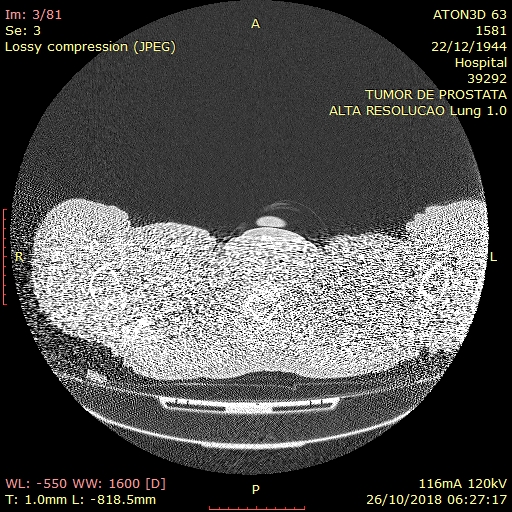 Im: 3/81
Se: 3
Lossy compression (JPEG)
A
ATON3D 63
1581
22/12/1944
Hospital
39292
TUMOR DE PROSTATA
ALTA RESOLUCAO Lung 1.0
R
L
WL: -550 WW: 1600 [D]
T: 1.0mm L: -818.5mm
P
116mA 120kV
26/10/2018 06:27:17